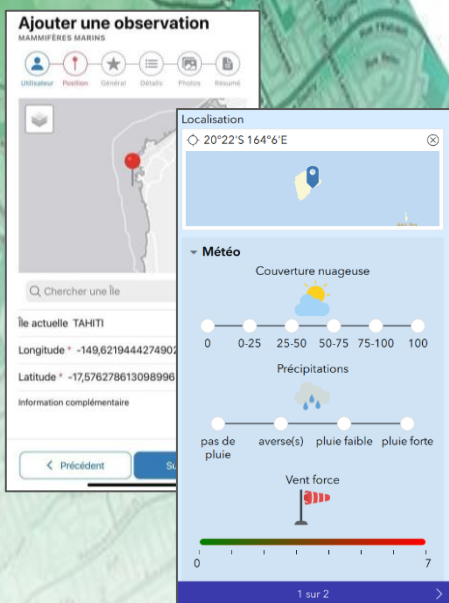 Ajouter une observation
MAMMIFÈRES MARINS
Utilisateur Position Général Détails Photos Résumé
Chercher une Île
Île actuelle TAHITI
Longitude * -149,6219444274902
Latitude * -17,576278613098996
Information complémentaire
Précédent
Su
Localisation
20°22'S 164°6'E
Météo
Couverture nuageuse
0 0-25 25-50 50-75 75-100 100
Précipitations
pas de pluie averse(s) pluie faible pluie forte
Vent force
0 7
1 sur 2